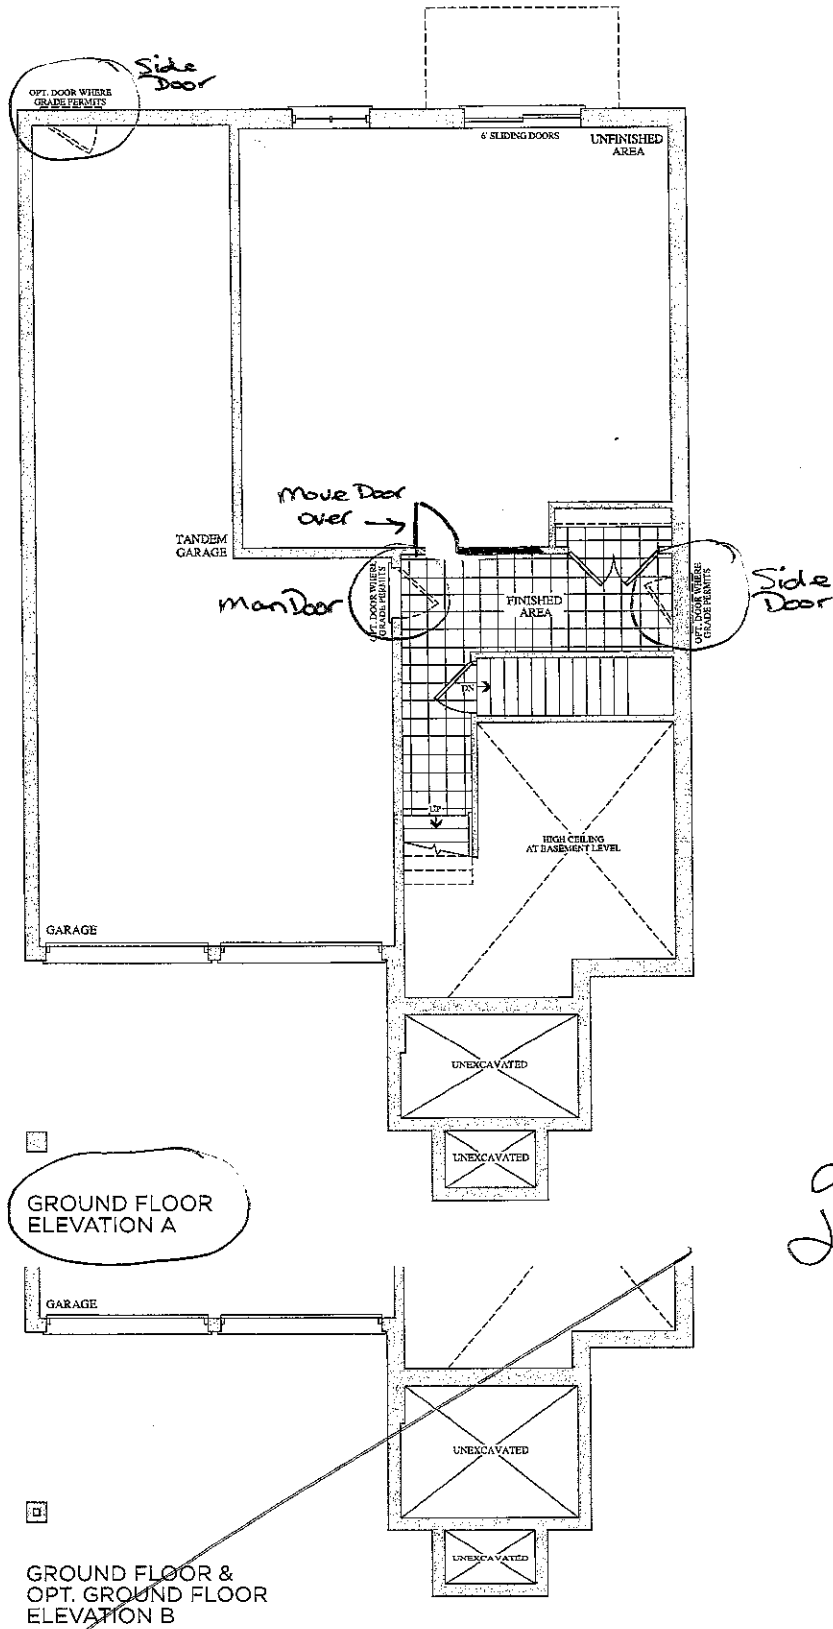 Side
Door
OPT. DOOR WHERE
GRADE PERMITS
6' SLIDING DOORS
UNFINISHED
AREA
Move Door
over
TANDEM
GARAGE
Man Door
OPT. DOOR WHERE
GRADE PERMITS
FINISHED
AREA
OPT. DOOR WHERE
GRADE PERMITS
Side
Door
DN
UP
HIGH CEILING
AT BASEMENT LEVEL
GARAGE
UNEXCAVATED
UNEXCAVATED
GROUND FLOOR
ELEVATION A
GARAGE
UNEXCAVATED
UNEXCAVATED
GROUND FLOOR &
OPT. GROUND FLOOR
ELEVATION B